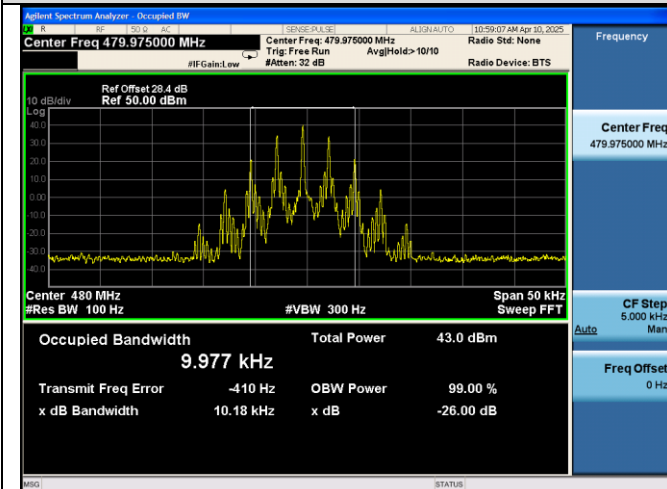 Agilent Spectrum Analyzer - Occupied BW
R RF 50 Ω AC SENSE:PULSE ALIGN AUTO 10:59:07 AM Apr 10, 2025
Center Freq 479.975000 MHz Center Freq: 479.975000 MHz Radio Std: None
Trig: Free Run Avg|Hold:>10/10
#IFGain:Low #Atten: 32 dB Radio Device: BTS
Ref Offset 28.4 dB
10 dB/div Ref 50.00 dBm
Log
40.0
30.0
20.0
10.0
0.00
-10.0
-20.0
-30.0
-40.0
Center 480 MHz Span 50 kHz
#Res BW 100 Hz #VBW 300 Hz Sweep FFT
Occupied Bandwidth Total Power 43.0 dBm
9.977 kHz
Transmit Freq Error -410 Hz OBW Power 99.00 %
x dB Bandwidth 10.18 kHz x dB -26.00 dB
MSG STATUS
Frequency
Center Freq
479.975000 MHz
CF Step
5.000 kHz
Auto Man
Freq Offset
0 Hz